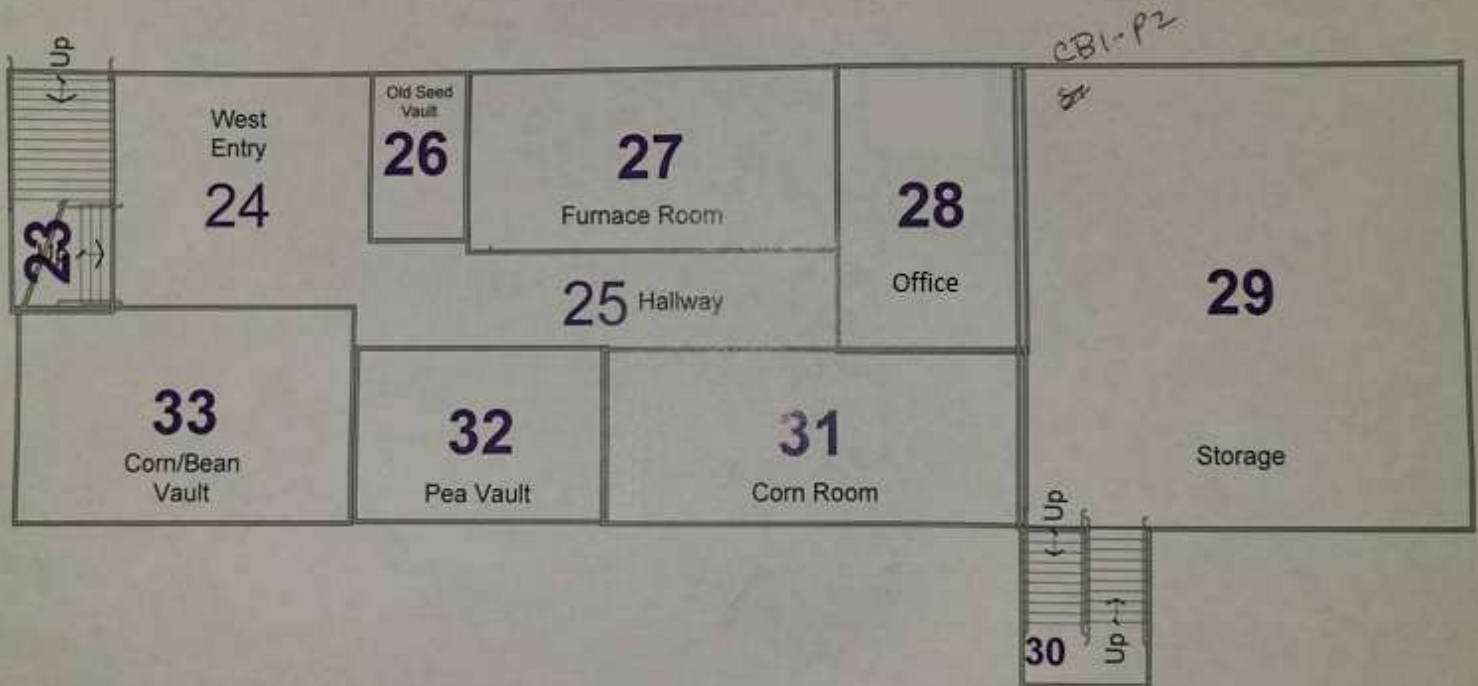 CB1-P2
Up
West
Entry
24
Old Seed
Vault
26
27
Furnace Room
28
Office
29
Storage
23
25 Hallway
33
Corn/Bean
Vault
32
Pea Vault
31
Corn Room
Up
Up
30